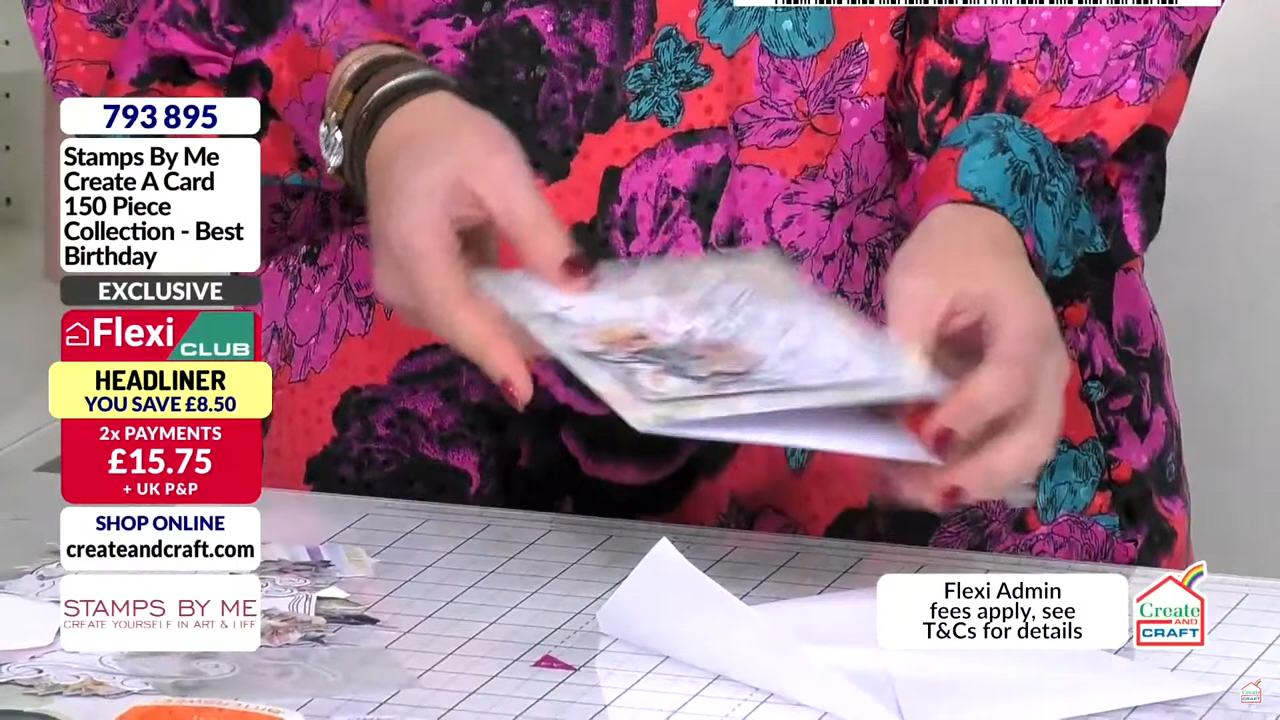 793 895
Stamps By Me
Create A Card
150 Piece
Collection - Best
Birthday
EXCLUSIVE
Flexi
CLUB
HEADLINER
YOU SAVE £8.50
2x PAYMENTS
£15.75
+ UK P&P
SHOP ONLINE
createandcraft.com
STAMPS BY ME
CREATE YOURSELF IN ART & LIFE
Flexi Admin
fees apply, see
T&Cs for details
Create
AND
CRAFT